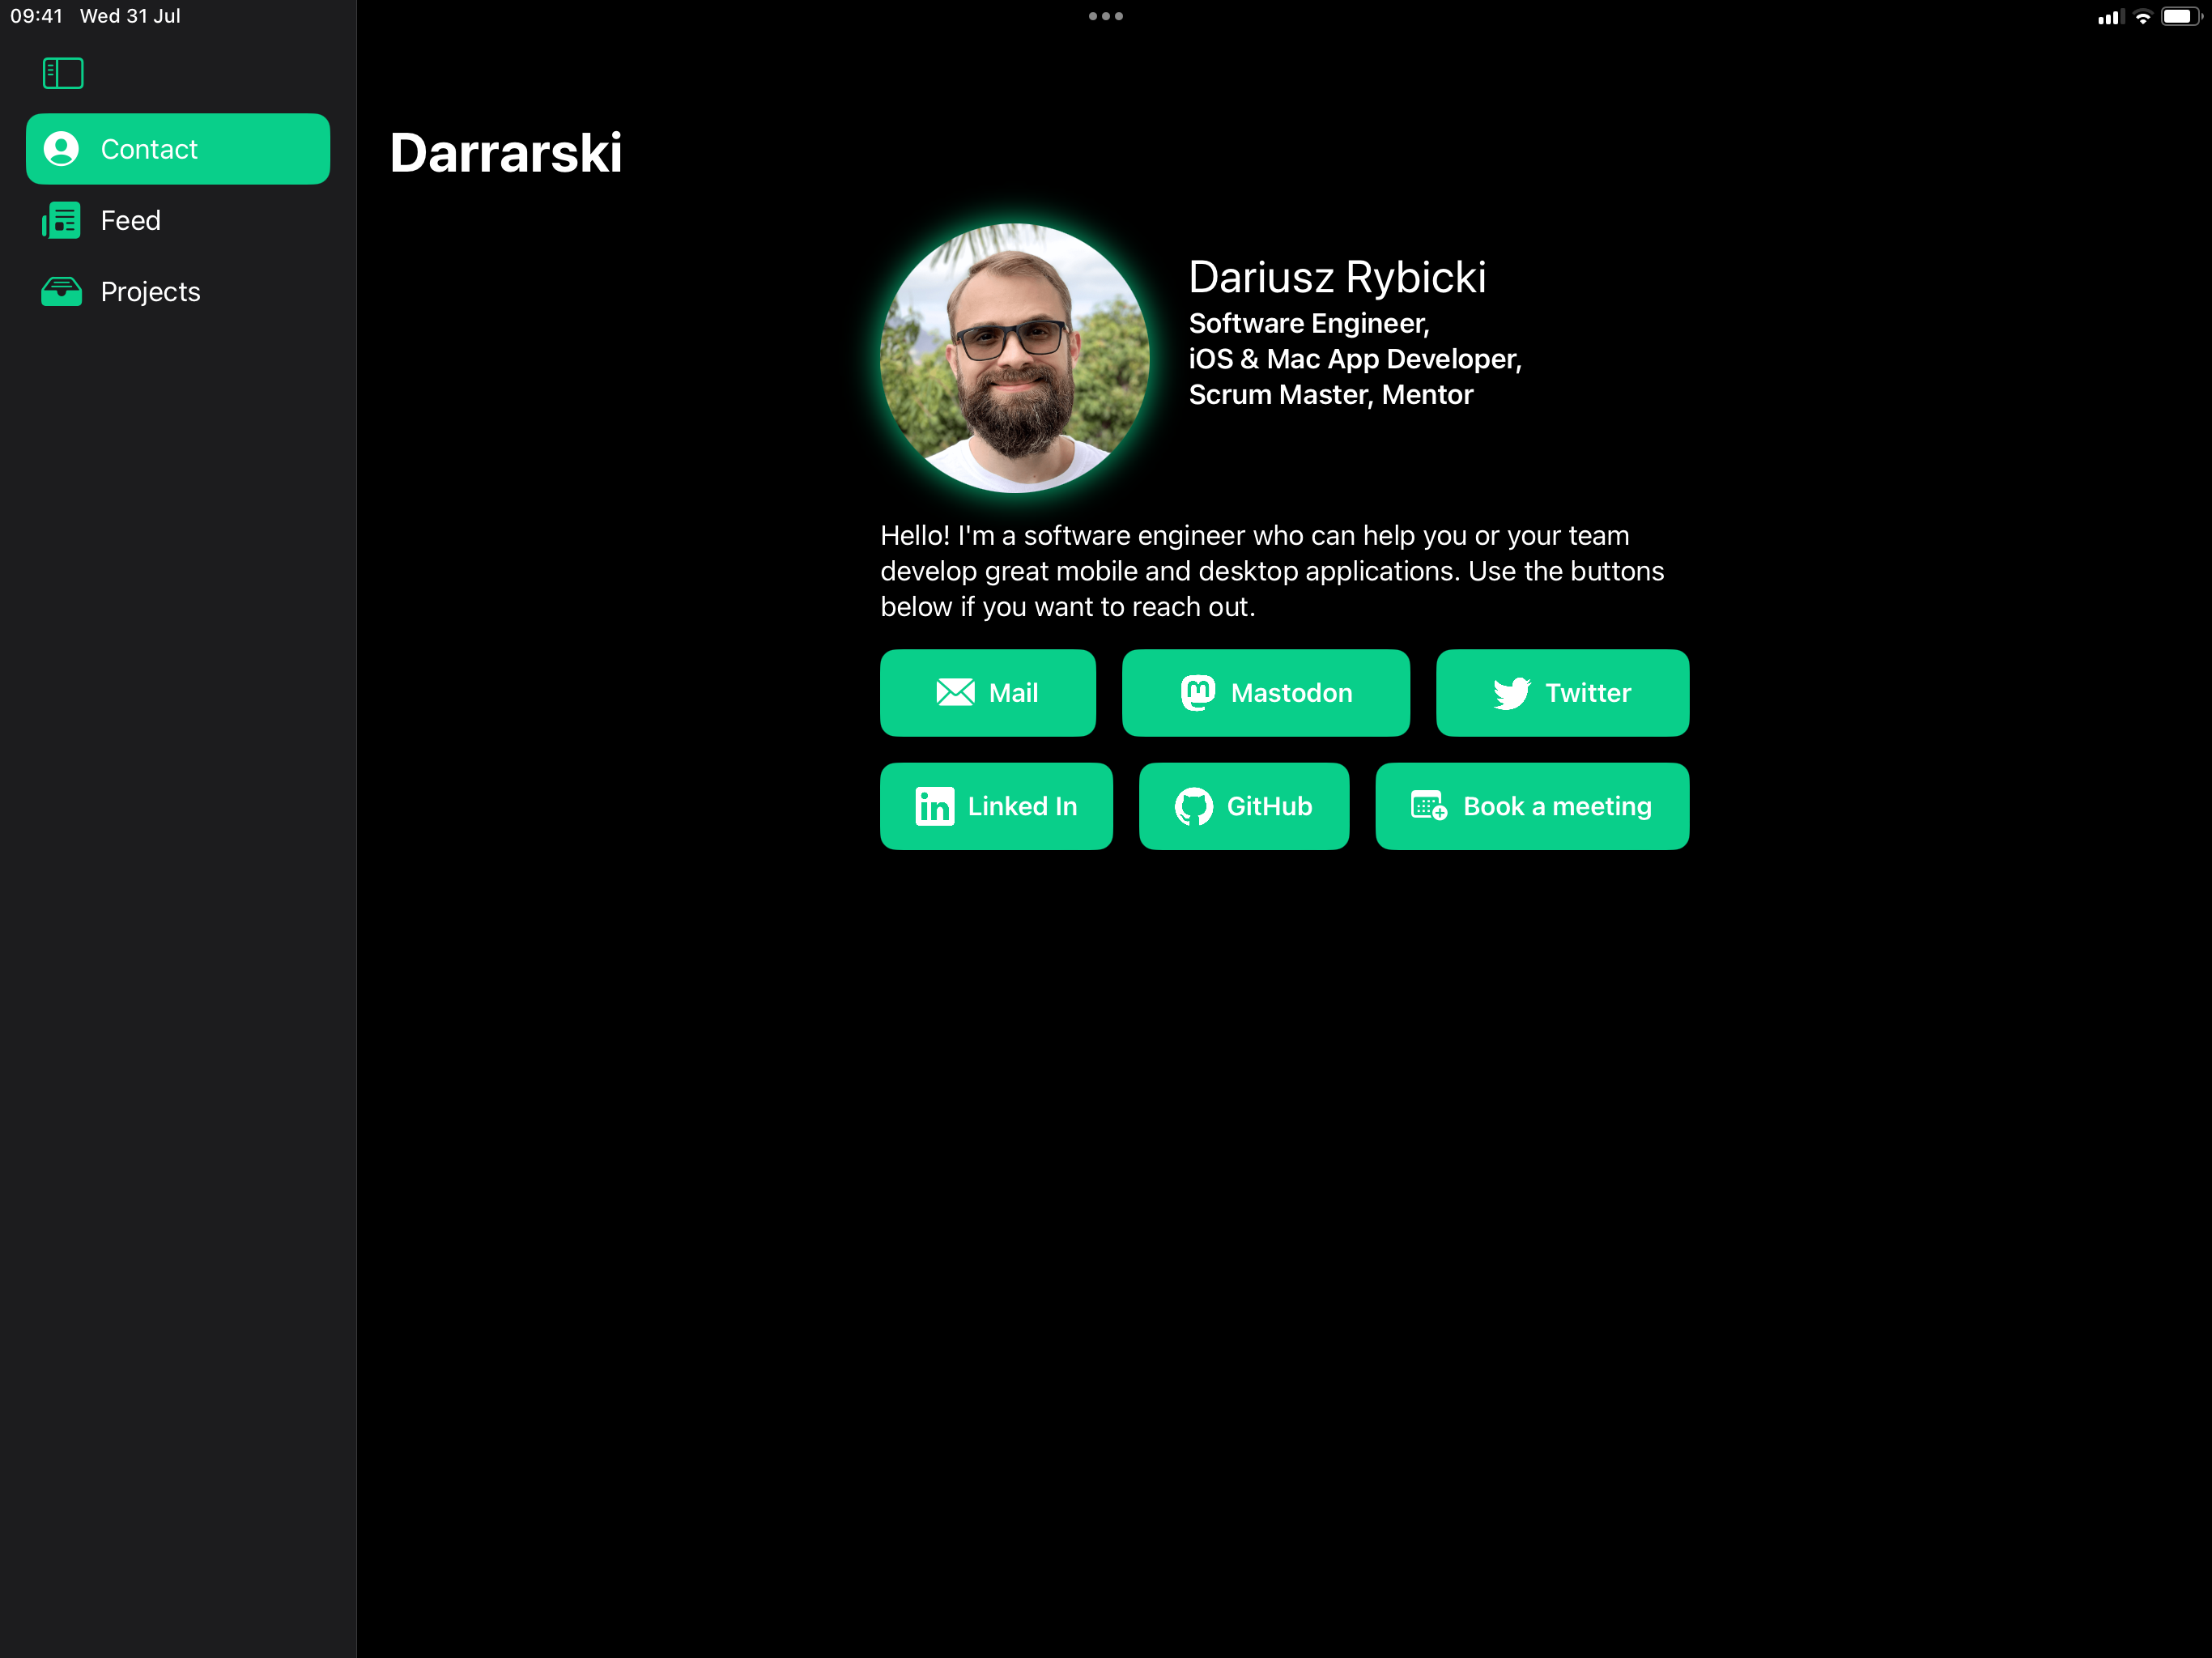 09:41 Wed 31 Jul
Contact
Feed
Projects
Darrarski
Dariusz Rybicki
Software Engineer,
iOS & Mac App Developer,
Scrum Master, Mentor
Hello! I'm a software engineer who can help you or your team
develop great mobile and desktop applications. Use the buttons
below if you want to reach out.
Mail
Mastodon
Twitter
Linked In
GitHub
Book a meeting